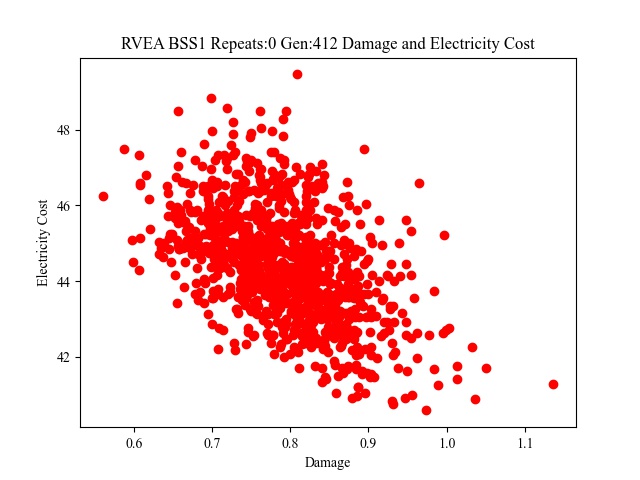 RVEA BSS1 Repeats:0 Gen:412 Damage and Electricity Cost
48
46
44
42
Electricity Cost
0.6 0.7 0.8 0.9 1.0 1.1
Damage